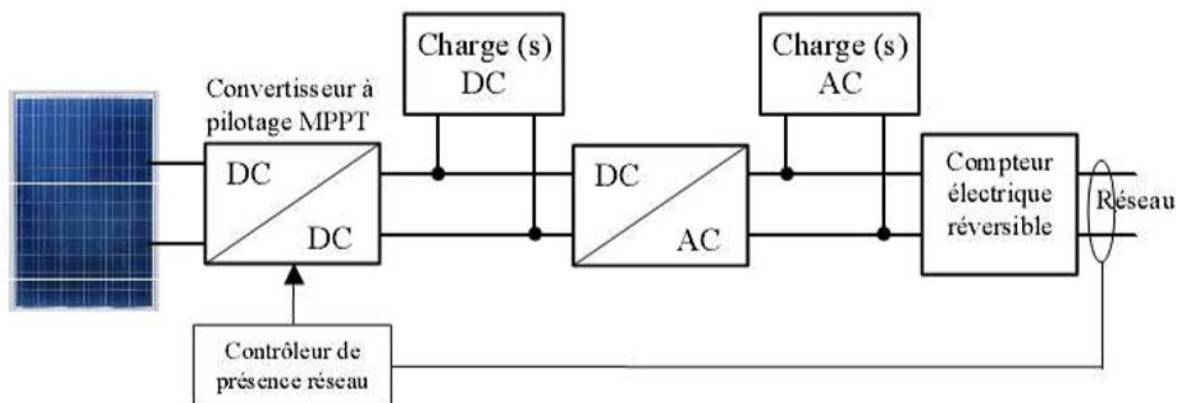 Charge (s)
DC
Charge (s)
AC
Convertisseur à
pilotage MPPT
DC
DC
DC
AC
Compteur
électrique
réversible
Réseau
Contrôleur de
présence réseau